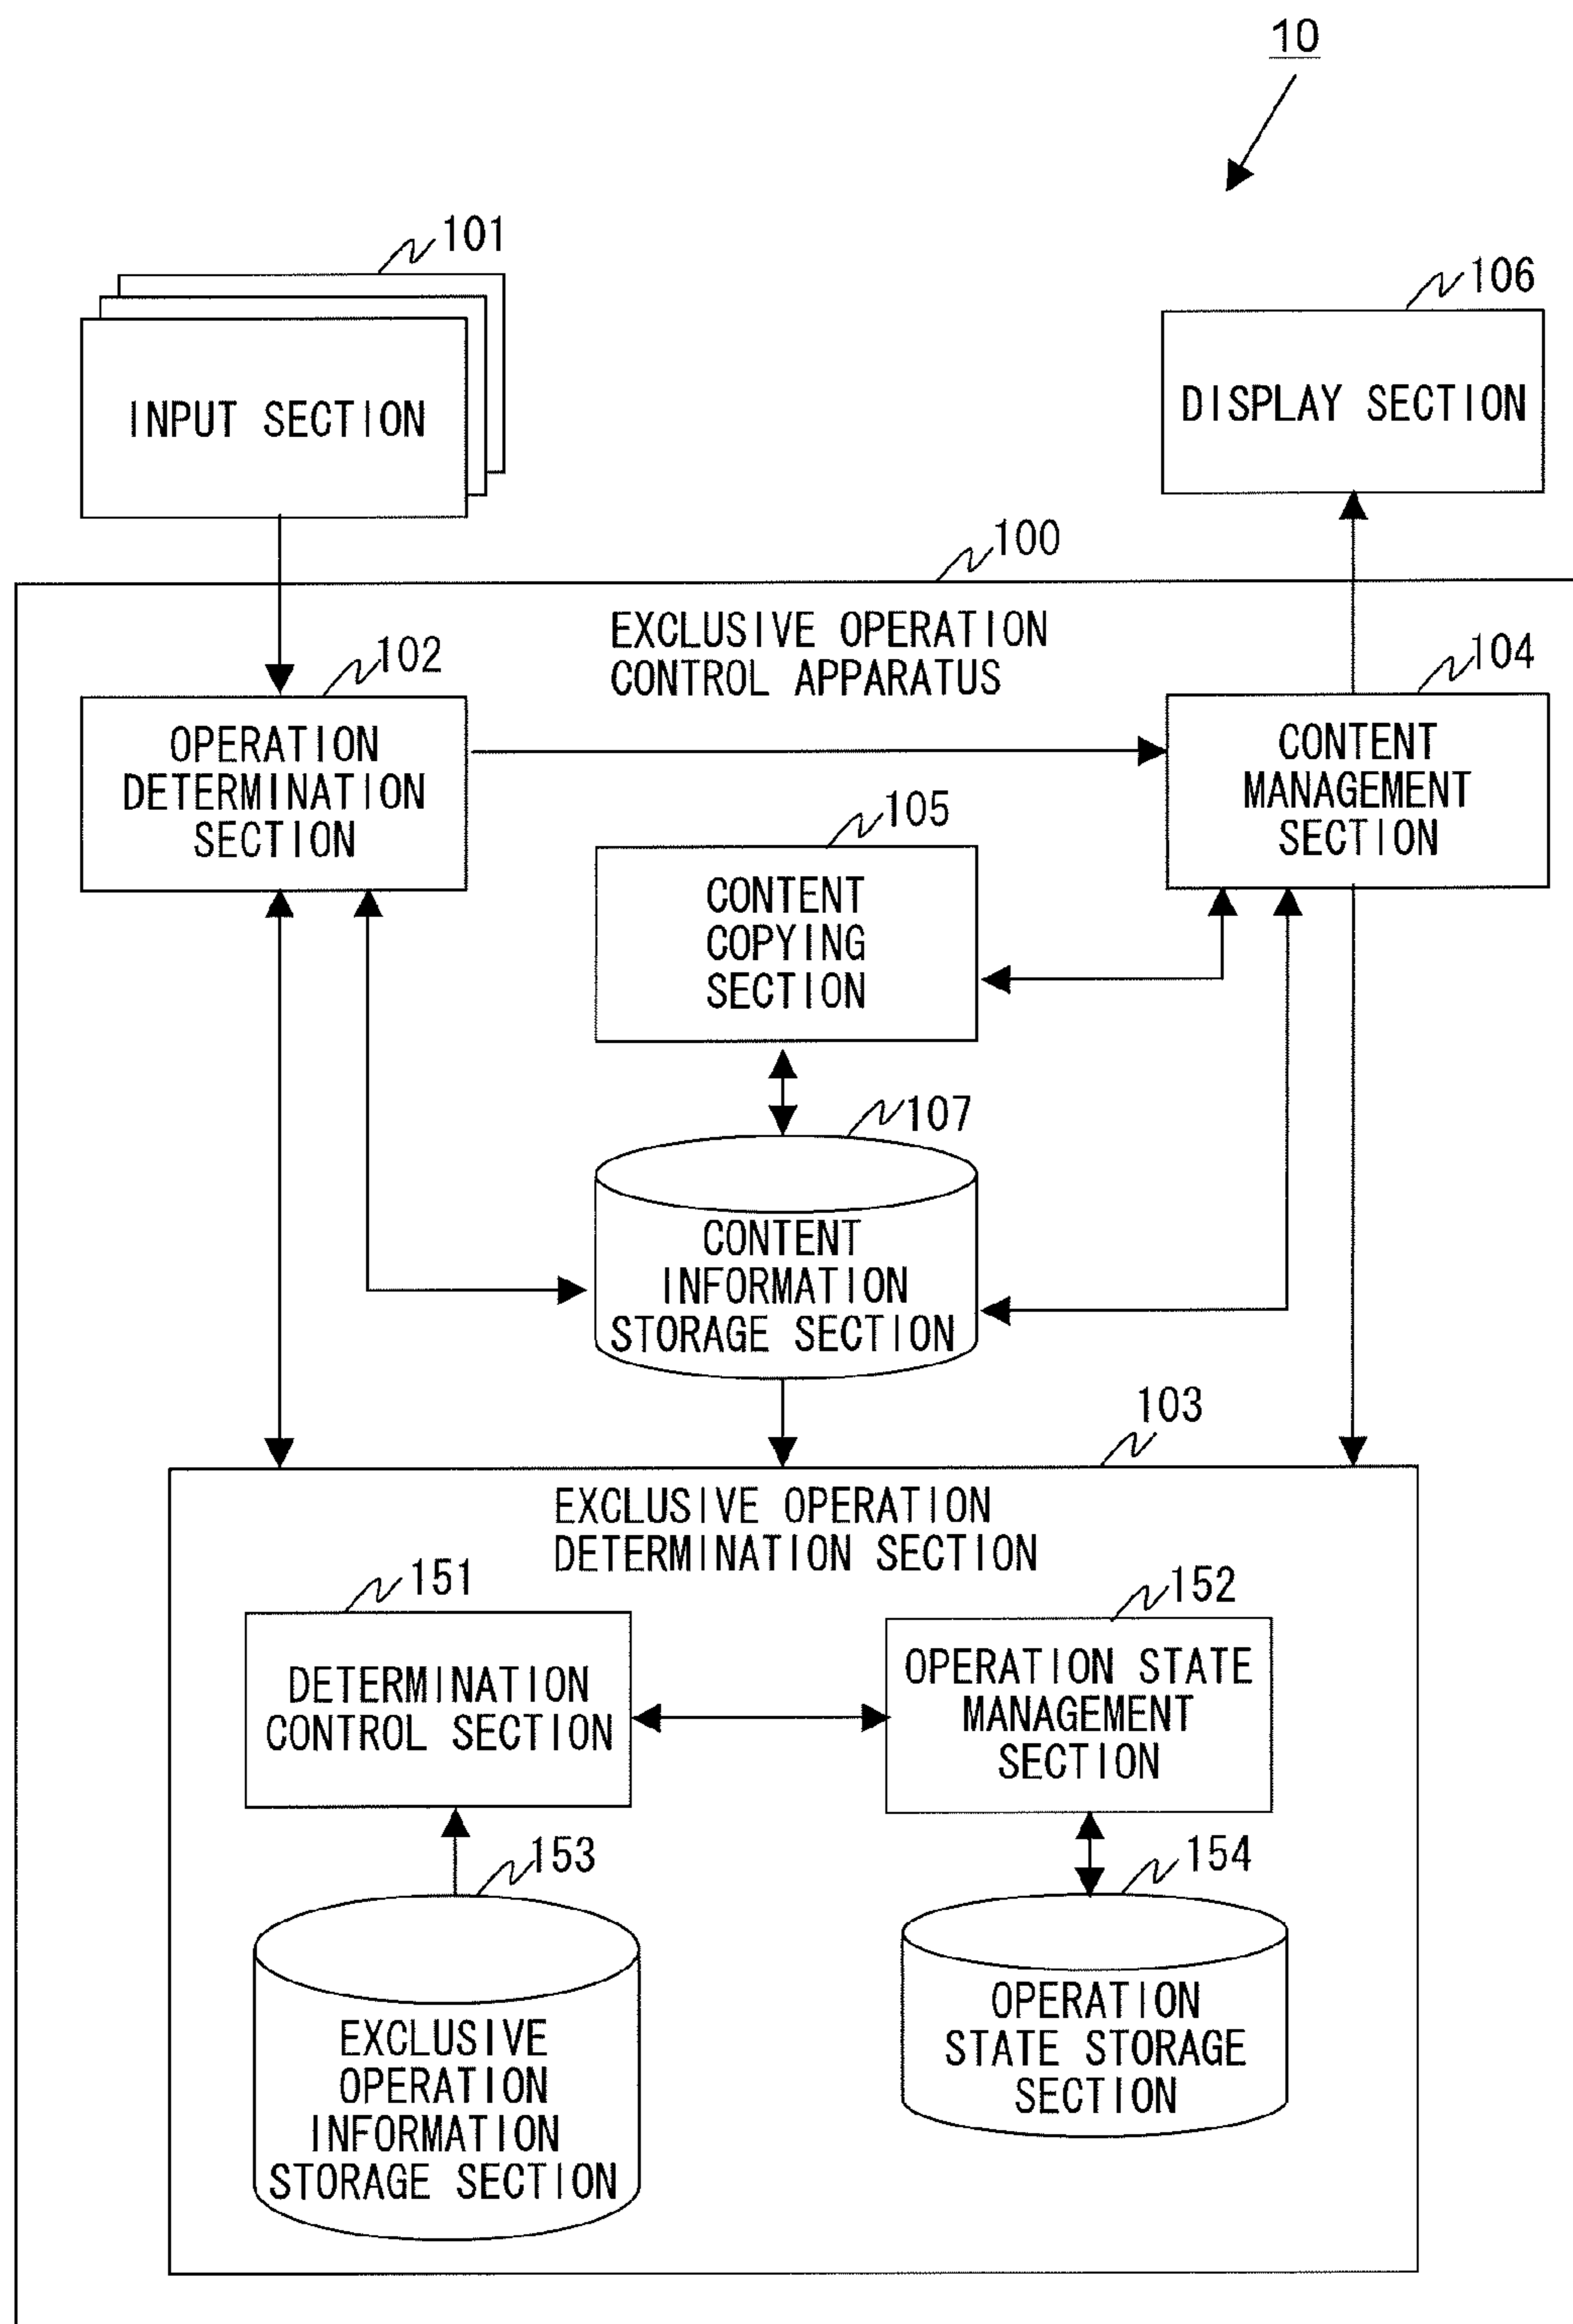 10
101
INPUT SECTION
106
DISPLAY SECTION
100
EXCLUSIVE OPERATION
CONTROL APPARATUS
102
OPERATION
DETERMINATION
SECTION
104
CONTENT
MANAGEMENT
SECTION
105
CONTENT
COPYING
SECTION
107
CONTENT
INFORMATION
STORAGE SECTION
103
EXCLUSIVE OPERATION
DETERMINATION SECTION
151
DETERMINATION
CONTROL SECTION
152
OPERATION STATE
MANAGEMENT
SECTION
153
EXCLUSIVE
OPERATION
INFORMATION
STORAGE SECTION
154
OPERATION
STATE STORAGE
SECTION